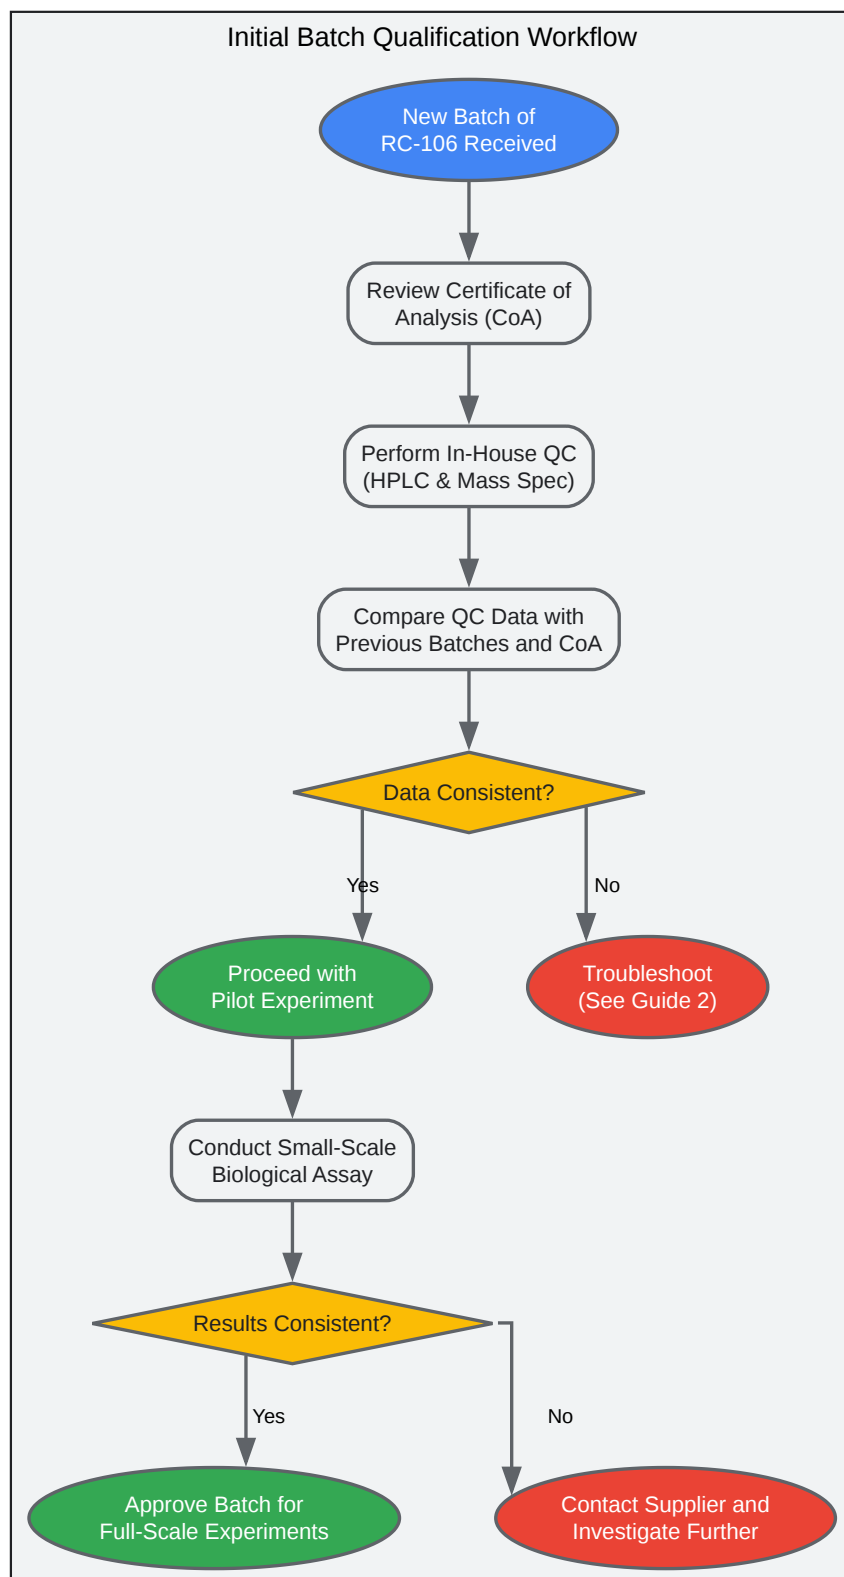 Initial Batch Qualification Workflow
New Batch of
RC-106 Received
Review Certificate of
Analysis (CoA)
Perform In-House QC
(HPLC & Mass Spec)
Compare QC Data with
Previous Batches and CoA
Data Consistent?
Yes
No
Proceed with
Pilot Experiment
Troubleshoot
(See Guide 2)
Conduct Small-Scale
Biological Assay
Results Consistent?
Yes
No
Approve Batch for
Full-Scale Experiments
Contact Supplier and
Investigate Further